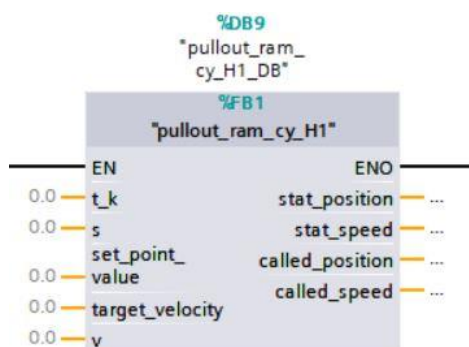 %DB9
"pullout_ram_
cy_H1_DB"
%FB1
"pullout_ram_cy_H1"
EN ENO
0.0 t_k stat_position ...
0.0 s stat_speed ...
set_point_ called_position ...
0.0 value
called_speed ...
0.0 target_velocity
0.0 v